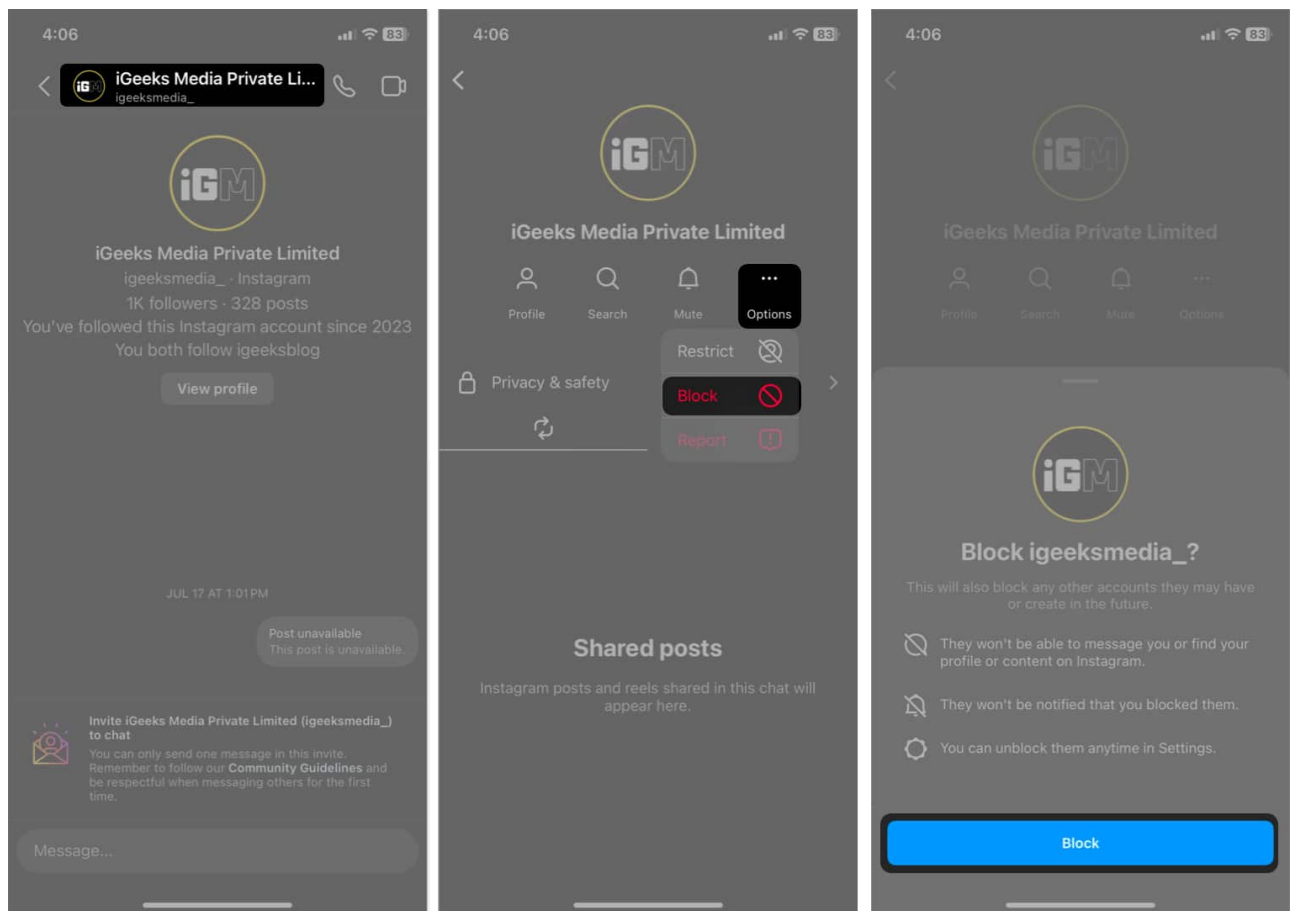 4:06
83
iGM
iGeeks Media Private Li...
igeeksmedia_
iGM
iGeeks Media Private Limited
igeeksmedia_ · Instagram
1K followers · 328 posts
You've followed this Instagram account since 2023
You both follow igeeksblog
View profile
JUL 17 AT 1:01 PM
Post unavailable
This post is unavailable.
Invite iGeeks Media Private Limited (igeeksmedia_)
to chat
You can only send one message in this invite.
Remember to follow our Community Guidelines and
be respectful when messaging others for the first
time.
Message...
4:06
83
iGM
iGeeks Media Private Limited
Profile
Search
Mute
Options
Restrict
Privacy & safety
Block
Report
Shared posts
Instagram posts and reels shared in this chat will
appear here.
4:06
83
iGM
iGeeks Media Private Limited
Profile
Search
Mute
Options
iGM
Block igeeksmedia_?
This will also block any other accounts they may have
or create in the future.
They won't be able to message you or find your
profile or content on Instagram.
They won't be notified that you blocked them.
You can unblock them anytime in Settings.
Block